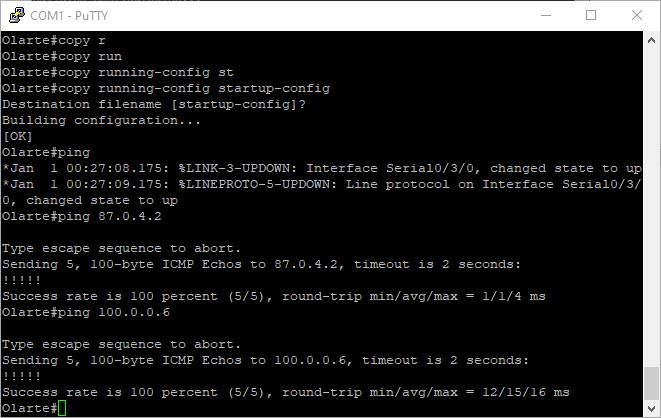 COM1 - PuTTY
Olarte#copy r
Olarte#copy run
Olarte#copy running-config st
Olarte#copy running-config startup-config
Destination filename [startup-config]?
Building configuration...
[OK]
Olarte#ping
*Jan  1 00:27:08.175: %LINK-3-UPDOWN: Interface Serial0/3/0, changed state to up
*Jan  1 00:27:09.175: %LINEPROTO-5-UPDOWN: Line protocol on Interface Serial0/3/
0, changed state to up
Olarte#ping 87.0.4.2
Type escape sequence to abort.
Sending 5, 100-byte ICMP Echos to 87.0.4.2, timeout is 2 seconds:
!!!!!
Success rate is 100 percent (5/5), round-trip min/avg/max = 1/1/4 ms
Olarte#ping 100.0.0.6
Type escape sequence to abort.
Sending 5, 100-byte ICMP Echos to 100.0.0.6, timeout is 2 seconds:
!!!!!
Success rate is 100 percent (5/5), round-trip min/avg/max = 12/15/16 ms
Olarte#